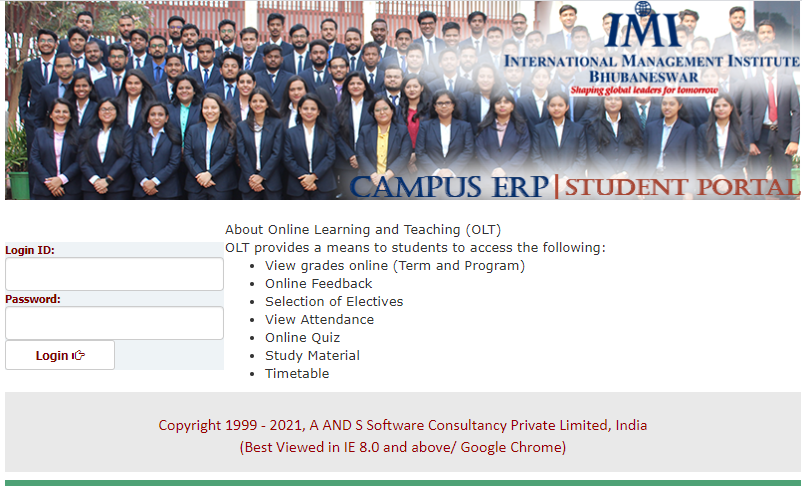 IMI
INTERNATIONAL MANAGEMENT INSTITUTE
BHUBANESWAR
Shaping global leaders for tomorrow
CAMPUS ERP|STUDENT PORTAL
About Online Learning and Teaching (OLT)
OLT provides a means to students to access the following:
Login ID:
• View grades online (Term and Program)
• Online Feedback
Password:
• Selection of Electives
• View Attendance
• Online Quiz
Login
• Study Material
• Timetable
Copyright 1999 - 2021, A AND S Software Consultancy Private Limited, India
(Best Viewed in IE 8.0 and above/ Google Chrome)